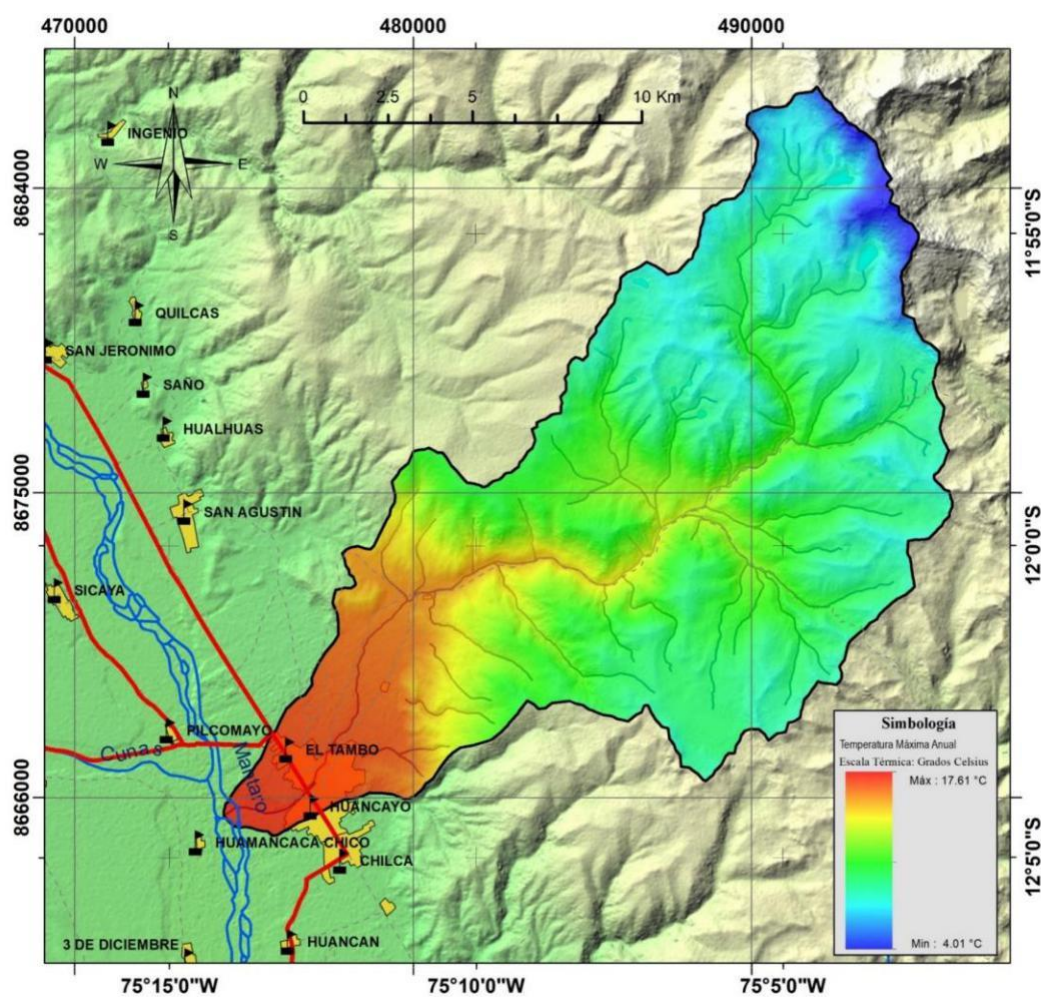 470000
480000
490000
0
2.5
5
10 Km
N
W
E
S
INGENIO
8684000
11°55'0"S
QUILCAS
SAN JERONIMO
SAÑO
HUALHUAS
8675000
SAN AGUSTIN
12°0'0"S
SICAYA
PILCOMAYO
Cunas
Mantaro
EL TAMBO
8666000
HUANCAYO
HUAMANCACA CHICO
CHILCA
12°5'0"S
3 DE DICIEMBRE
HUANCAN
Simbología
Temperatura Máxima Anual
Escala Térmica: Grados Celsius
Máx : 17.61 °C
Min : 4.01 °C
75°15'0"W
75°10'0"W
75°5'0"W